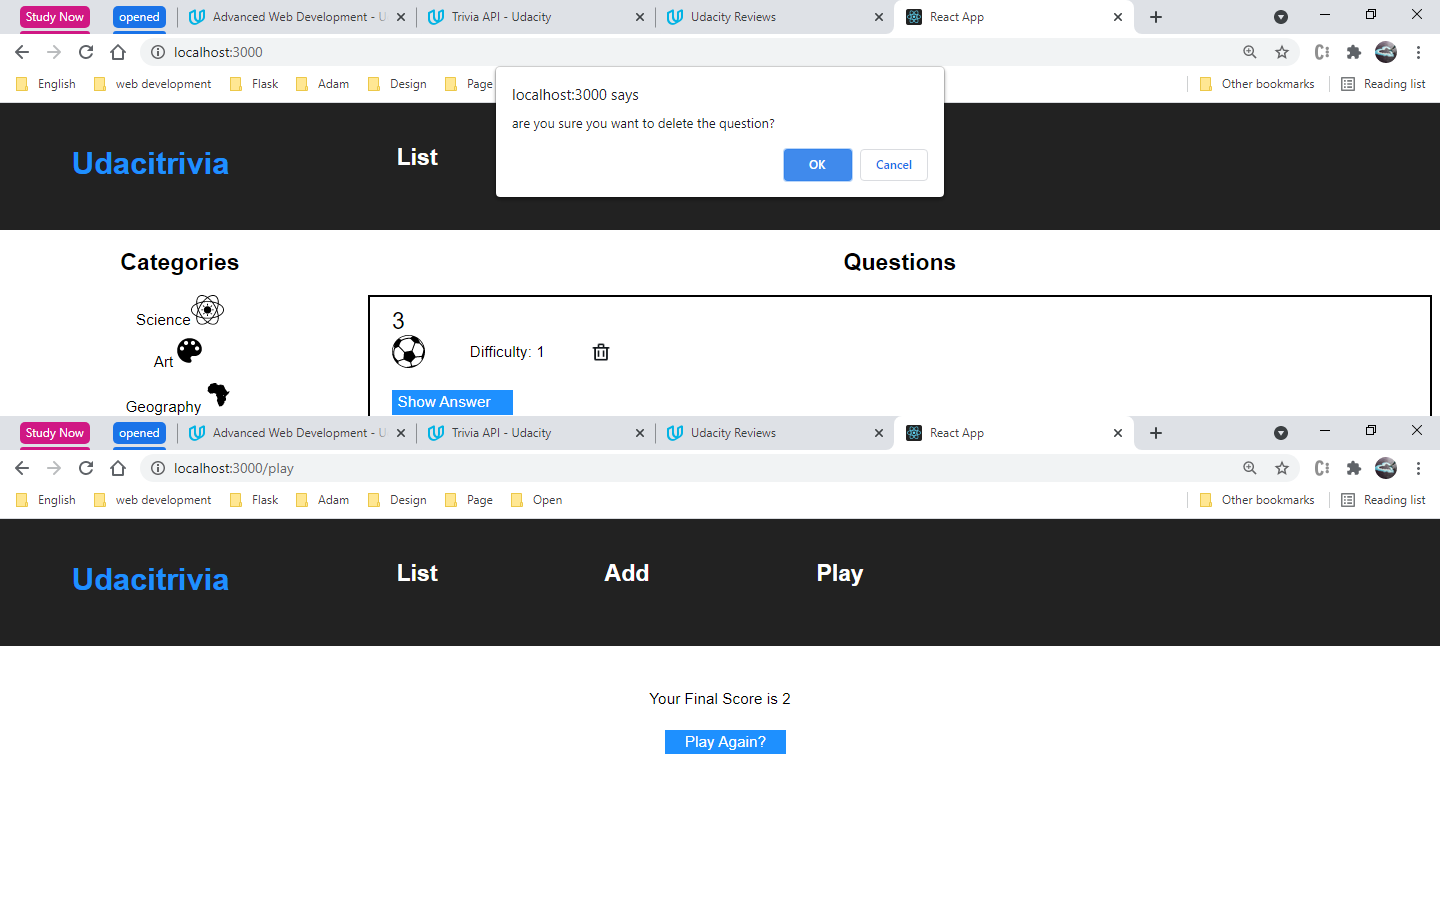 Study Now
opened
Advanced Web Development - U
Trivia API - Udacity
Udacity Reviews
React App
localhost:3000
English
web development
Flask
Adam
Design
Page
Other bookmarks
Reading list
localhost:3000 says
are you sure you want to delete the question?
OK
Cancel
Udacitrivia
List
Categories
Questions
Science
Art
Geography
3
Difficulty: 1
Show Answer
Study Now
opened
Advanced Web Development - U
Trivia API - Udacity
Udacity Reviews
React App
localhost:3000/play
English
web development
Flask
Adam
Design
Page
Open
Other bookmarks
Reading list
Udacitrivia
List
Add
Play
Your Final Score is 2
Play Again?